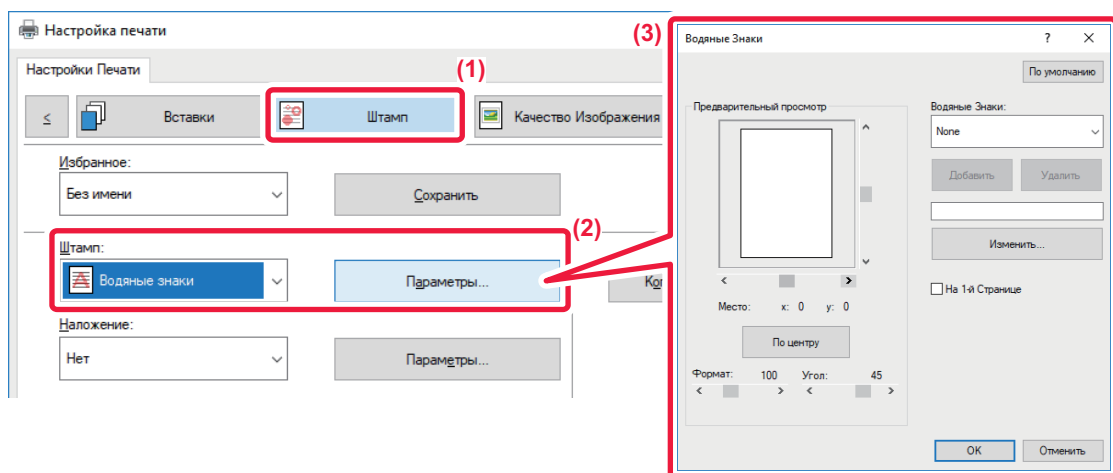 Настройка печати
Настройки Печати
(1)
<
Вставки
Штамп
Качество Изображения
Избранное:
Без имени
Сохранить
(2)
Штамп:
Водяные знаки
Параметры...
Наложение:
Нет
Параметры...
(3)
Водяные Знаки
?
По умолчанию
Предварительный просмотр
Место: x: 0 y: 0
По центру
Формат: 100 Угол: 45
Водяные Знаки:
None
Добавить Удалить
Изменить...
На 1-й Странице
OK Отменить